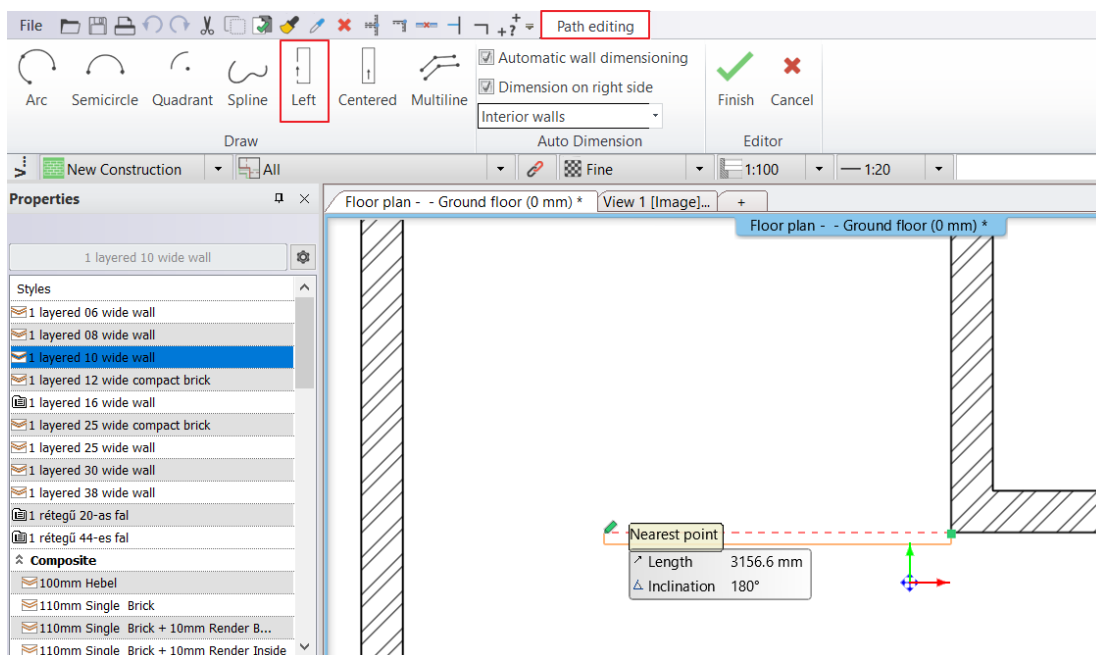 File
+?
Path editing
Arc
Semicircle
Quadrant
Spline
Left
Centered
Multiline
Automatic wall dimensioning
Dimension on right side
Interior walls
Finish
Cancel
Draw
Auto Dimension
Editor
New Construction
All
Fine
1:100
1:20
Properties
Floor plan - - Ground floor (0 mm) *
View 1 [Image]...
+
Floor plan - - Ground floor (0 mm) *
1 layered 10 wide wall
Styles
1 layered 06 wide wall
1 layered 08 wide wall
1 layered 10 wide wall
1 layered 12 wide compact brick
1 layered 16 wide wall
1 layered 25 wide compact brick
1 layered 25 wide wall
1 layered 30 wide wall
1 layered 38 wide wall
1 rétegű 20-as fal
1 rétegű 44-es fal
Composite
100mm Hebel
110mm Single Brick
110mm Single Brick + 10mm Render B...
110mm Single Brick + 10mm Render Inside
Nearest point
Length 3156.6 mm
Inclination 180°